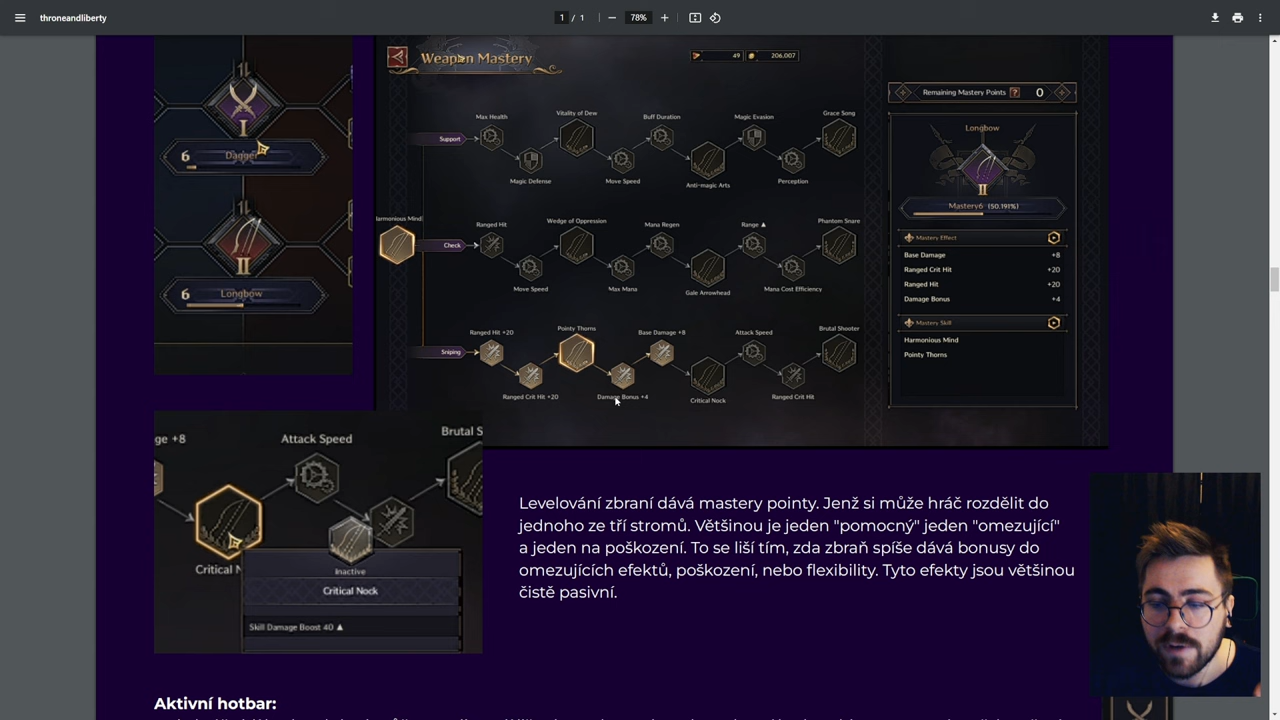 throneandliberty
1 / 1
78%
Weapon Mastery
49
206,007
Remaining Mastery Points ? 0
I
6
Dagger
II
6
Longbow
Support
Max Health
Magic Defense
Vitality of Dew
Move Speed
Buff Duration
Anti-magic Arts
Magic Evasion
Perception
Grace Song
Harmonious Mind
Check
Ranged Hit
Move Speed
Wedge of Oppression
Max Mana
Mana Regen
Gale Arrowhead
Range ▲
Mana Cost Efficiency
Phantom Snare
Sniping
Ranged Hit +20
Ranged Crit Hit +20
Pointy Thorns
Damage Bonus +4
Base Damage +8
Critical Nock
Attack Speed
Ranged Crit Hit
Brutal Shooter
Longbow
II
Mastery6 (50.191%)
Mastery Effect
Base Damage +8
Ranged Crit Hit +20
Ranged Hit +20
Damage Bonus +4
Mastery Skill
Harmonious Mind
Pointy Thorns
ge +8
Attack Speed
Brutal S
Critical N
Inactive
Critical Nock
Skill Damage Boost 40 ▲
Levelování zbraní dává mastery pointy. Jenž si může hráč rozdělit do
jednoho ze tří stromů. Většinou je jeden "pomocný" jeden "omezující"
a jeden na poškození. To se liší tím, zda zbraň spíše dává bonusy do
omezujících efektů, poškození, nebo flexibility. Tyto efekty jsou většinou
čistě pasivní.
Aktivní hotbar: